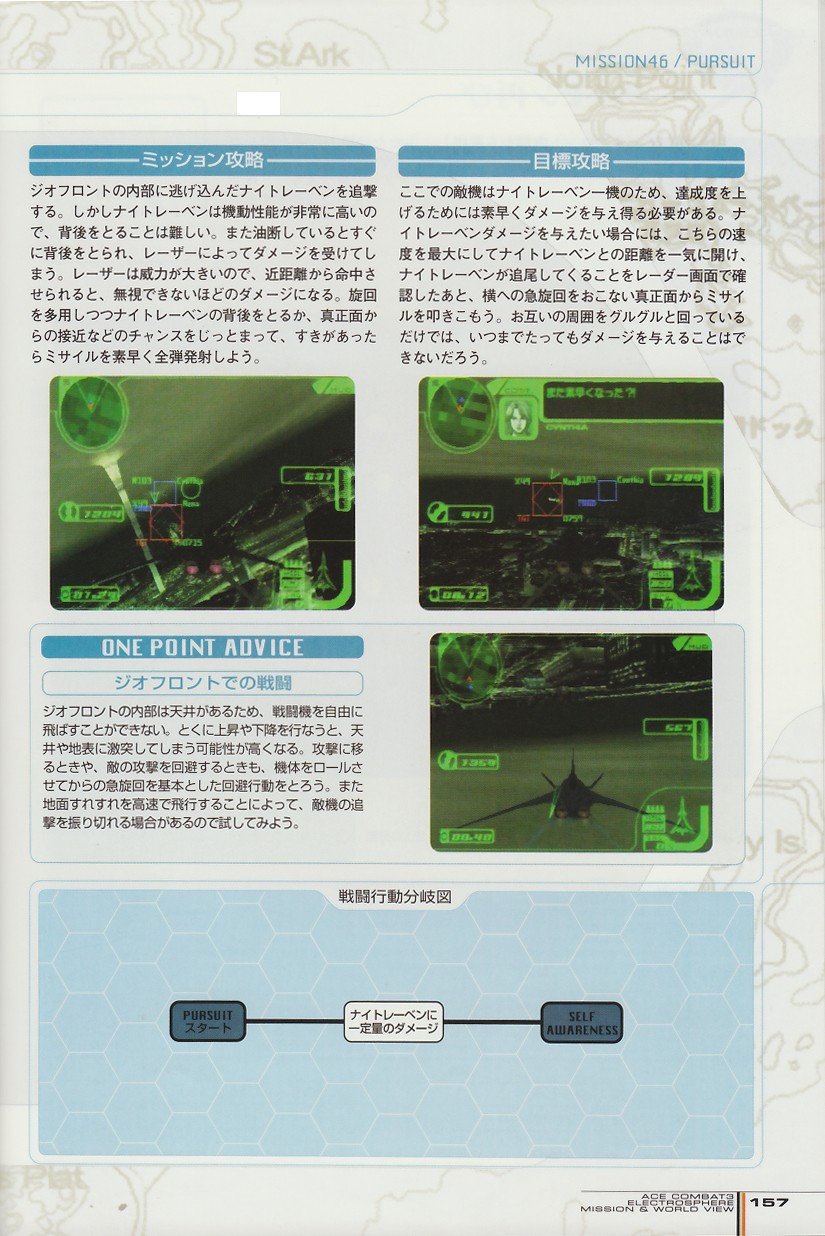 St.Ark
MISSION46 / PURSUIT
North Point
ミッション攻略
ジオフロントの内部に逃げ込んだナイトレーベンを追撃
する。しかしナイトレーベンは機動性能が非常に高いの
で、背後をとることは難しい。また油断しているとすぐ
に背後をとられ、レーザーによってダメージを受けてし
まう。レーザーは威力が大きいので、近距離から命中さ
せられると、無視できないほどのダメージになる。旋回
を多用しつつナイトレーベンの背後をとるか、真正面か
らの接近などのチャンスをじっとまって、すきがあった
らミサイルを素早く全弾発射しよう。
目標攻略
ここでの敵機はナイトレーベン一機のため、達成度を上
げるためには素早くダメージを与え得る必要がある。ナ
イトレーベンダメージを与えたい場合には、こちらの速
度を最大にしてナイトレーベンとの距離を一気に開け、
ナイトレーベンが追尾してくることをレーダー画面で確
認したあと、横への急旋回をおこない真正面からミサイ
ルを叩きこもう。お互いの周囲をグルグルと回っている
だけでは、いつまでたってもダメージを与えることはで
きないだろう。
HUD
R103 Cynthia
X49
Mono
631
1204
0715
01.29
また素早くなった?!
CYNTHIA
X49
R103 Cynthia
1209
941
0759
00.12
ドック
ONE POINT ADVICE
ジオフロントでの戦闘
ジオフロントの内部は天井があるため、戦闘機を自由に
飛ばすことができない。とくに上昇や下降を行なうと、天
井や地表に激突してしまう可能性が高くなる。攻撃に移
るときや、敵の攻撃を回避するときも、機体をロールさ
せてからの急旋回を基本とした回避行動をとろう。また
地面すれすれを高速で飛行することによって、敵機の追
撃を振り切れる場合があるので試してみよう。
HUD
567
1359
00.40
y Is.
戦闘行動分岐図
PURSUIT
スタート
ナイトレーベンに
一定量のダメージ
SELF
AWARENESS
Plat
ACE COMBAT3
ELECTROSPHERE
MISSION & WORLD VIEW
157